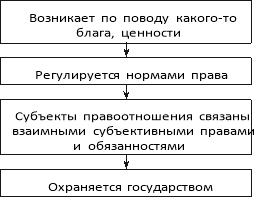 Возникает по поводу какого-то
блага, ценности
Регулируется нормами права
Субъекты правоотношения связаны
взаимными субъективными правами
и обязанностями
Охраняется государством